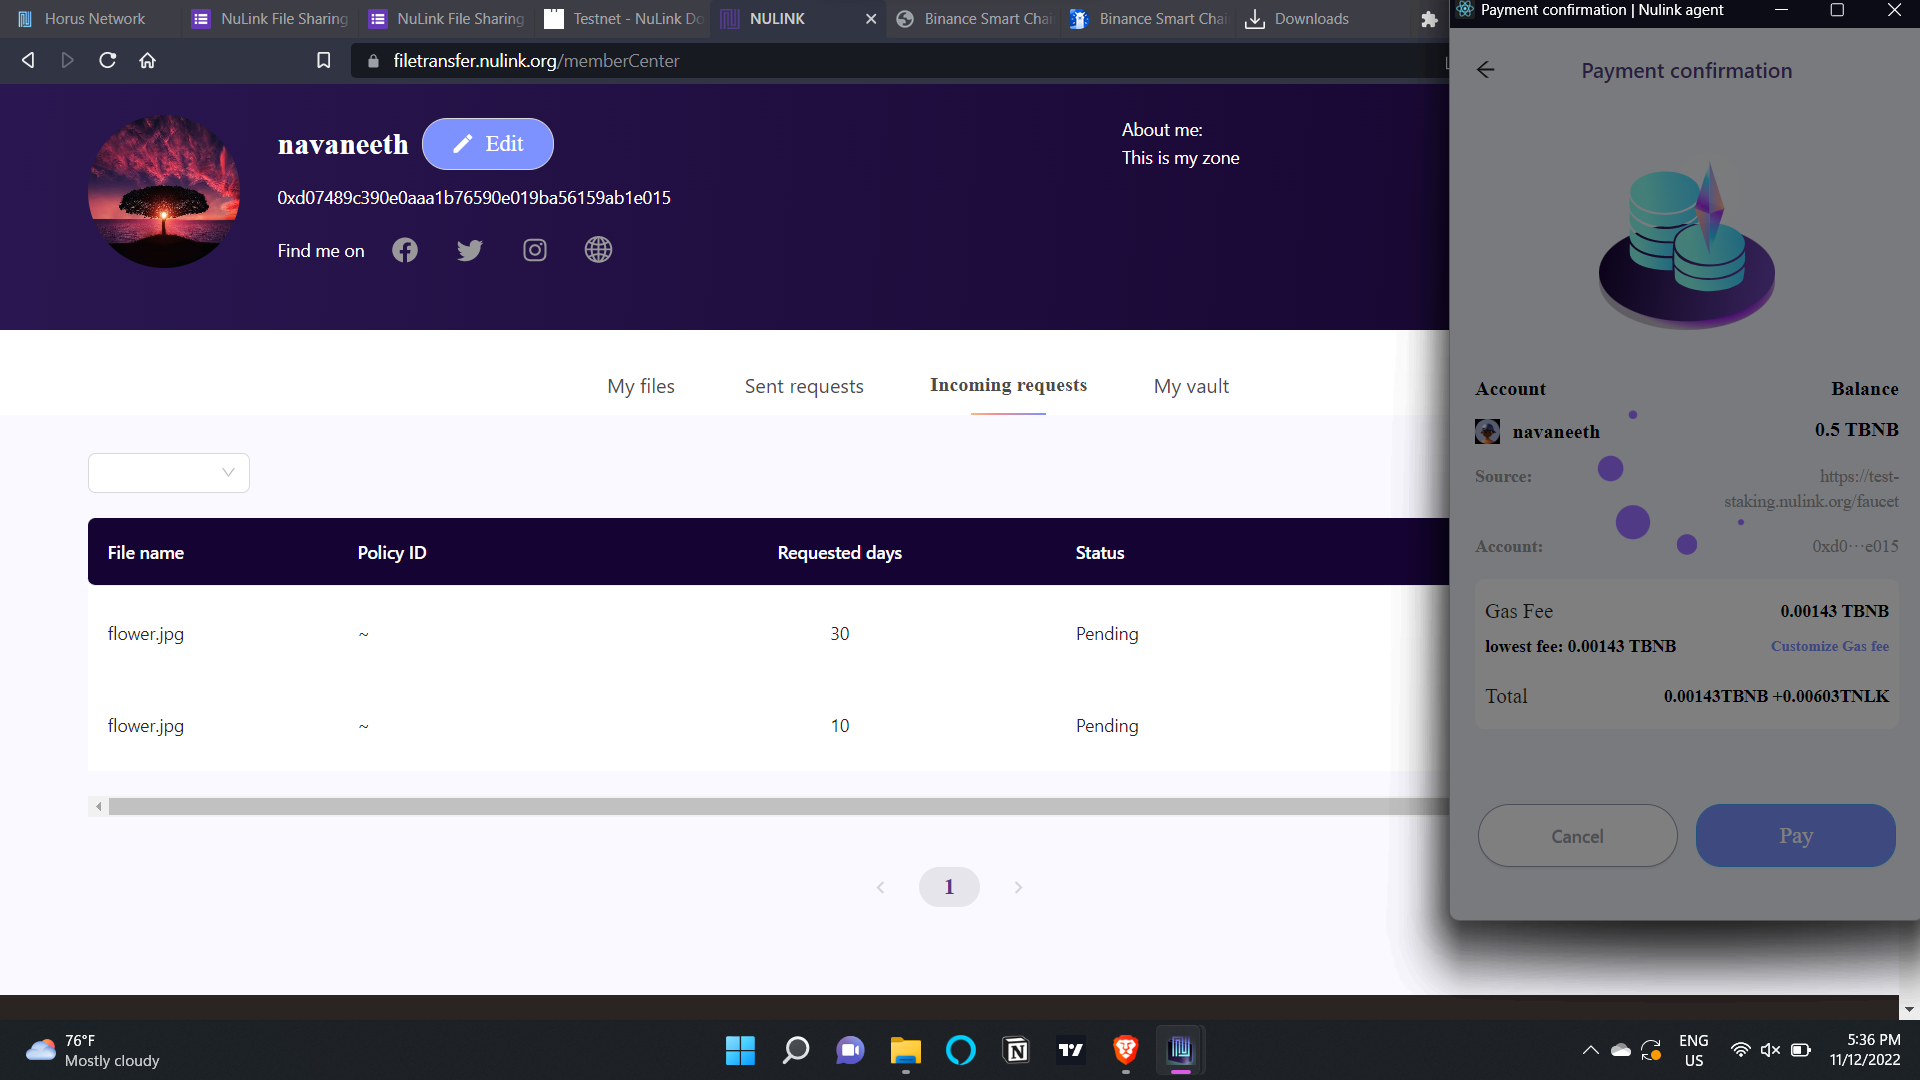 Horus Network
NuLink File Sharing
NuLink File Sharing
Testnet - NuLink Do
NULINK
Binance Smart Chai
Binance Smart Chai
Downloads
filetransfer.nulink.org/memberCenter
navaneeth
Edit
0xd07489c390e0aaa1b76590e019ba56159ab1e015
Find me on
About me:
This is my zone
My files
Sent requests
Incoming requests
My vault
File name
Policy ID
Requested days
Status
flower.jpg
~
30
Pending
flower.jpg
~
10
Pending
1
Payment confirmation | Nulink agent
Payment confirmation
Account
Balance
navaneeth
0.5 TBNB
Source:
https://test-
staking.nulink.org/faucet
Account:
0xd0···e015
Gas Fee
0.00143 TBNB
lowest fee: 0.00143 TBNB
Customize Gas fee
Total
0.00143TBNB +0.00603TNLK
Cancel
Pay
76°F
Mostly cloudy
ENG
US
5:36 PM
11/12/2022